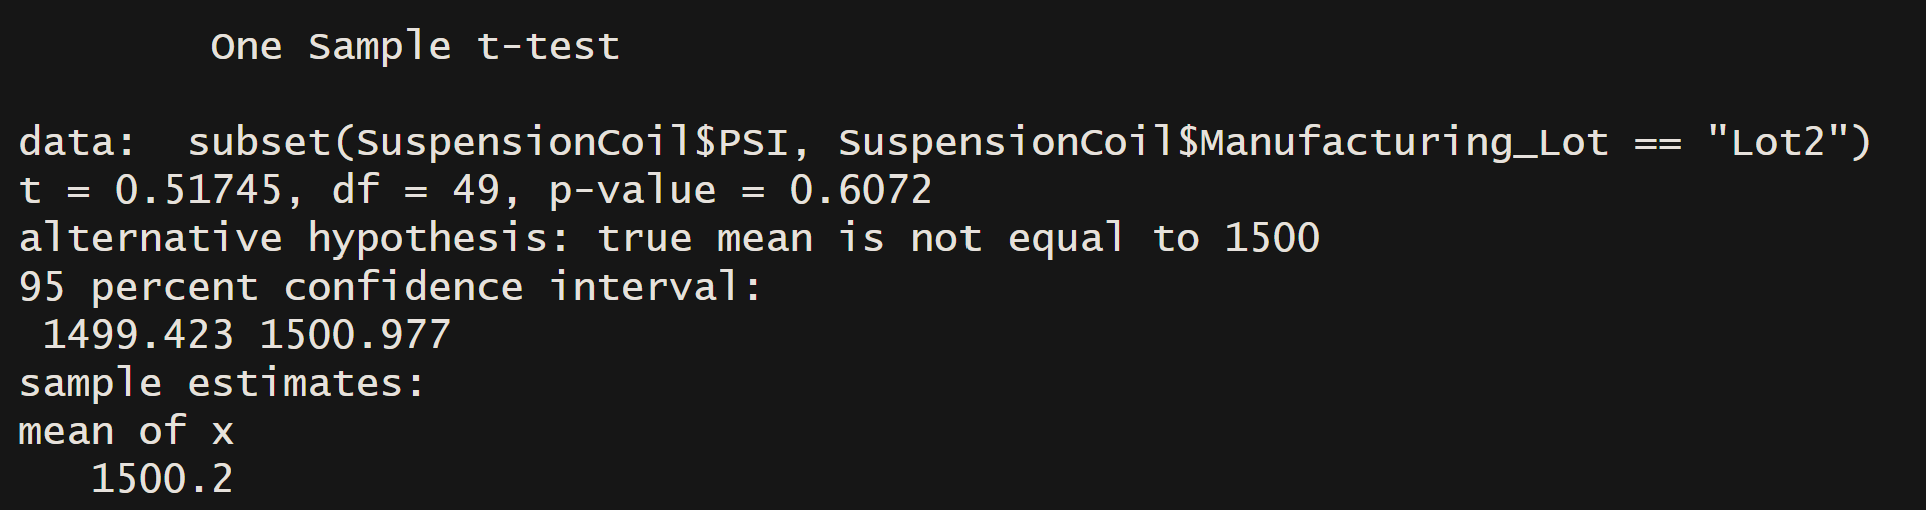 One Sample t-test
data:  subset(SuspensionCoil$PSI, SuspensionCoil$Manufacturing_Lot == "Lot2")
t = 0.51745, df = 49, p-value = 0.6072
alternative hypothesis: true mean is not equal to 1500
95 percent confidence interval:
1499.423 1500.977
sample estimates:
mean of x
1500.2